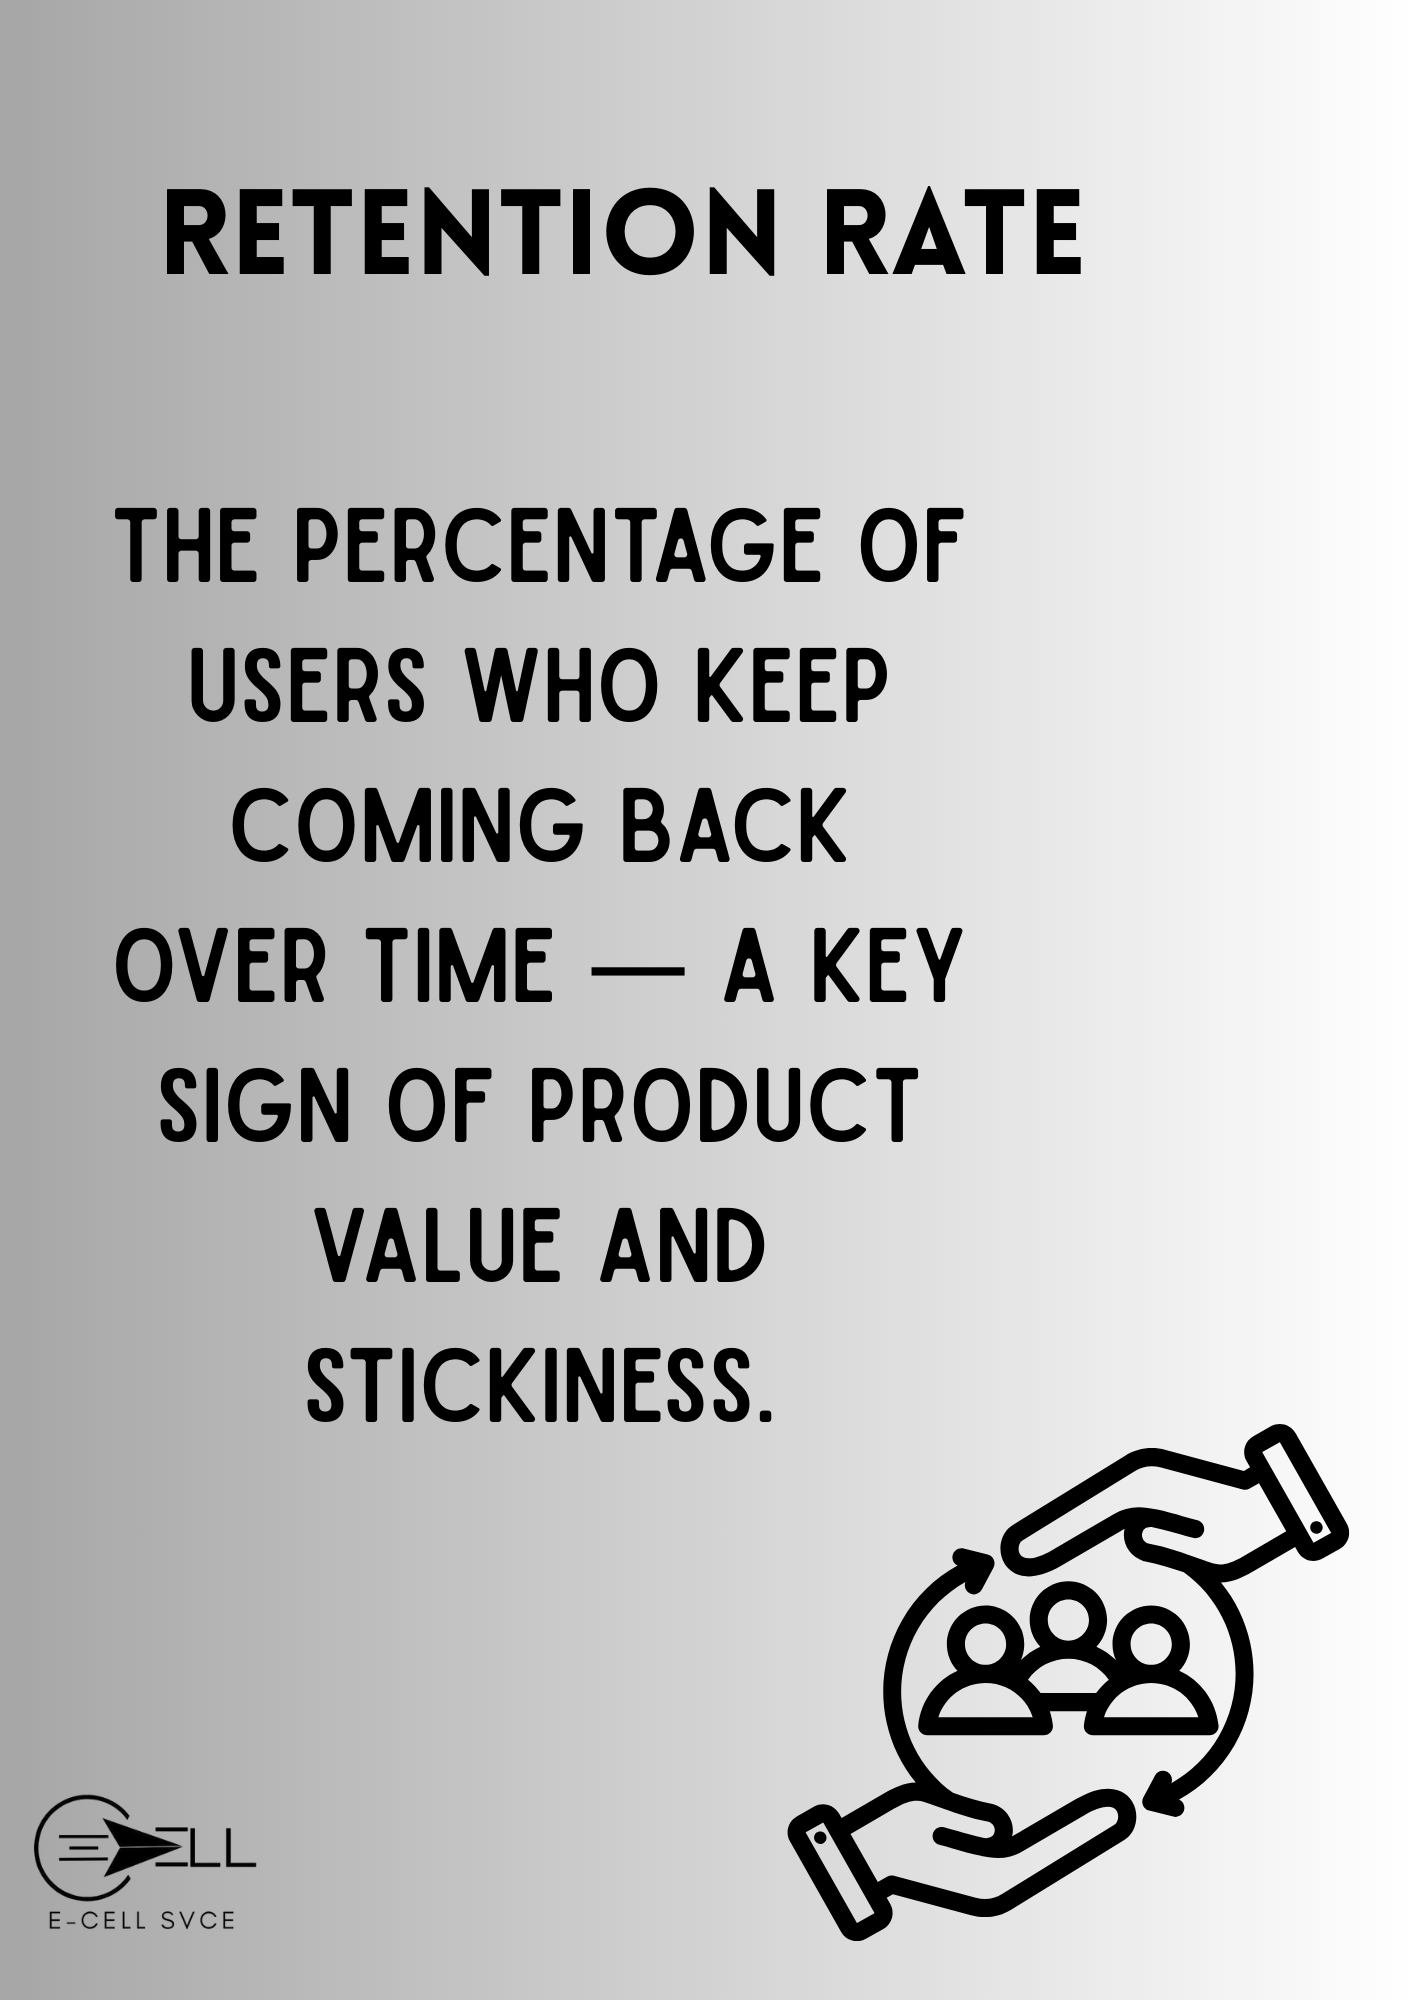 RETENTION RATE
THE PERCENTAGE OF
USERS WHO KEEP
COMING BACK
OVER TIME — A KEY
SIGN OF PRODUCT
VALUE AND
STICKINESS.
ECELL
E-CELL SVCE